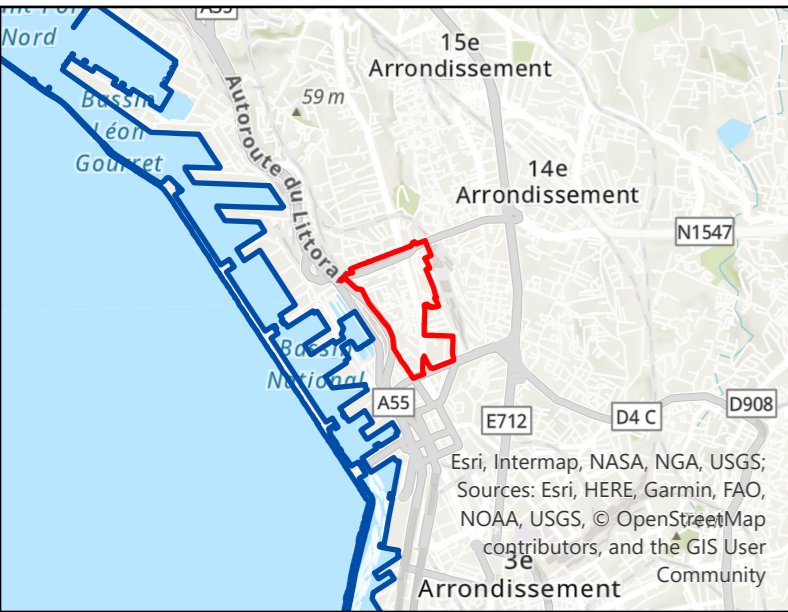 A55
Nord
15e
Arrondissement
59 m
Bassin
Léon
Gourret
Autoroute du Littoral
14e
Arrondissement
N1547
Bassin
National
A55
E712
D4 C
D908
Esri, Intermap, NASA, NGA, USGS;
Sources: Esri, HERE, Garmin, FAO,
NOAA, USGS, © OpenStreetMap
contributors, and the GIS User
Community
3e
Arrondissement